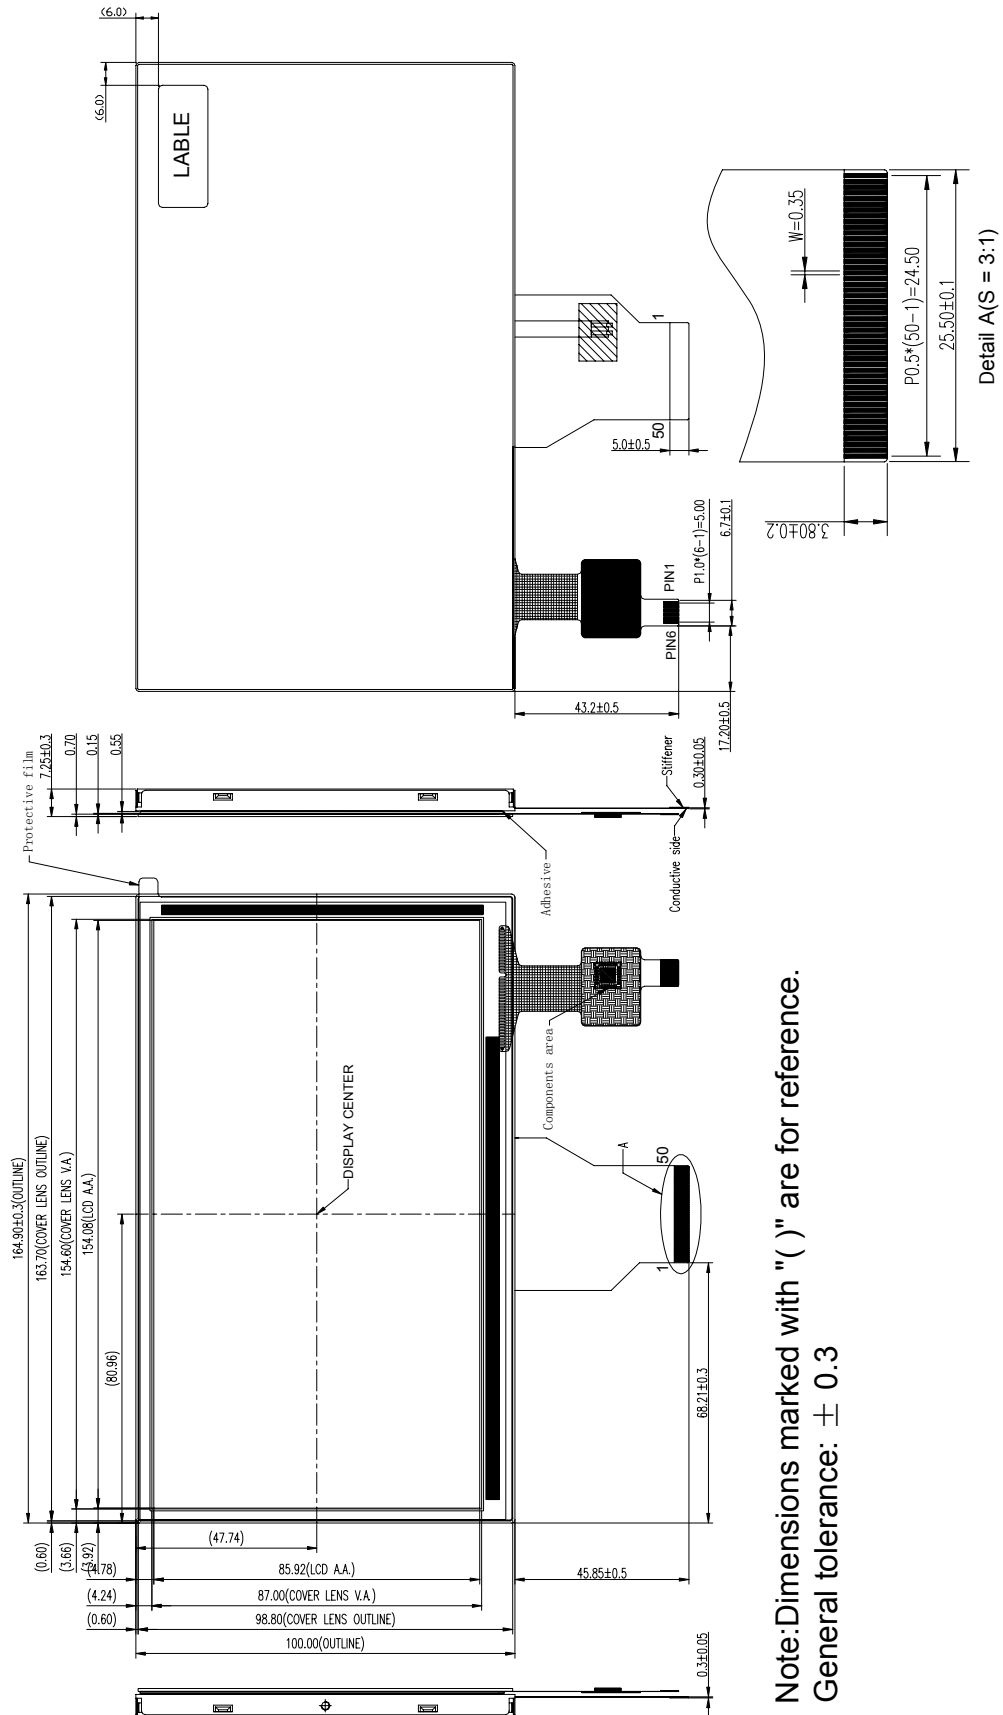 (6.0)
(6.0)
LABLE
1
50
5.0±0.5
PIN1
PIN6
P1.0*(6-1)=5.00
6.7±0.1
43.2±0.5
17.20±0.5
W=0.35
P0.5*(50-1)=24.50
25.50±0.1
3.80±0.2
Detail A(S = 3:1)
Protective film
7.25±0.3
0.70
0.15
0.55
Adhesive
Stiffener
Conductive side
0.30±0.05
164.90±0.3(OUTLINE)
163.70(COVER LENS OUTLINE)
154.60(COVER LENS V.A)
154.08(LCD A.A.)
(80.96)
DISPLAY CENTER
Components area
A
50
1
68.21±0.3
(0.60)
(3.66)
(3.92)
(4.78)
(4.24)
(0.60)
(47.74)
85.92(LCD A.A.)
87.00(COVER LENS V.A.)
98.80(COVER LENS OUTLINE)
100.00(OUTLINE)
45.85±0.5
0.3±0.05
Note:Dimensions marked with "( )" are for reference.
General tolerance: ± 0.3